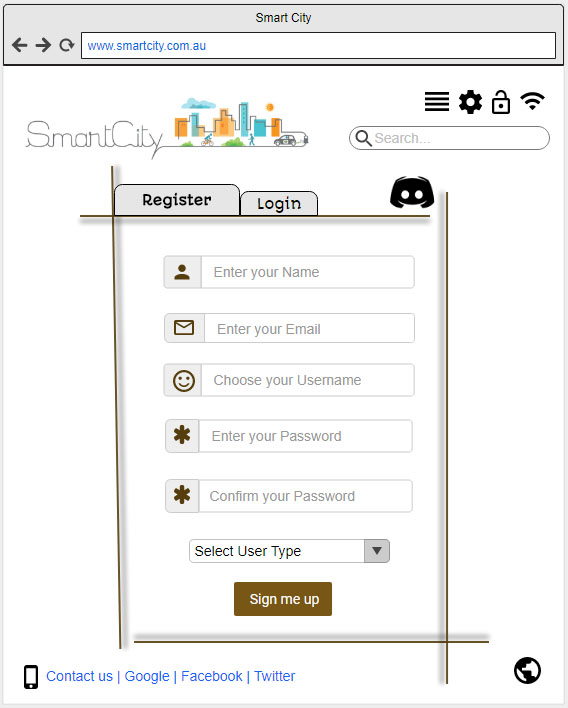 Smart City
www.smartcity.com.au
SmartCity
Search...
Register
Login
Enter your Name
Enter your Email
Choose your Username
Enter your Password
Confirm your Password
Select User Type
Sign me up
Contact us | Google | Facebook | Twitter